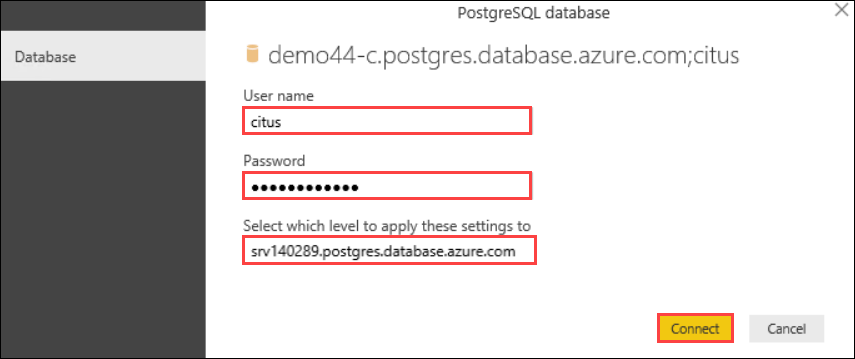 PostgreSQL database
Database
demo44-c.postgres.database.azure.com;citus
User name
citus
Password
●●●●●●●●●●●●
Select which level to apply these settings to
srv140289.postgres.database.azure.com
Connect
Cancel